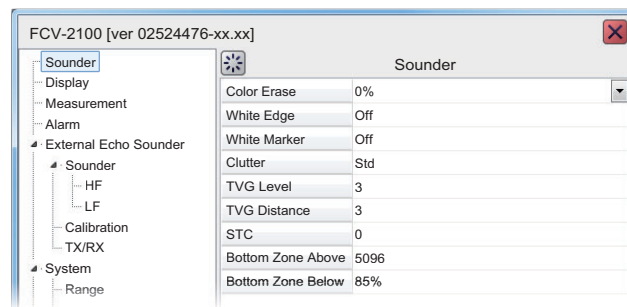 FCV-2100 [ver 02524476-xx.xx]
Sounder
Display
Measurement
Alarm
External Echo Sounder
Sounder
HF
LF
Calibration
TX/RX
System
Range
Sounder
Color Erase 0%
White Edge Off
White Marker Off
Clutter Std
TVG Level 3
TVG Distance 3
STC 0
Bottom Zone Above 5096
Bottom Zone Below 85%